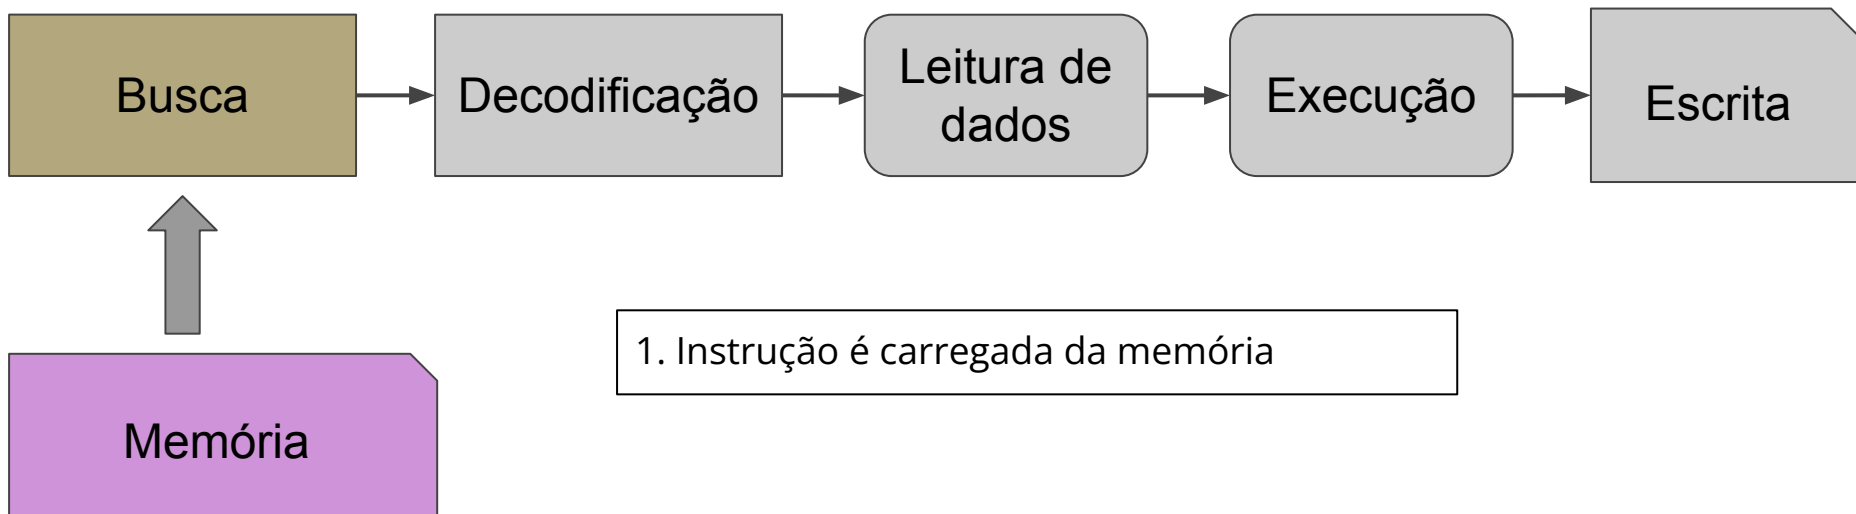 Busca
Decodificação
Leitura de
dados
Execução
Escrita
1. Instrução é carregada da memória
Memória